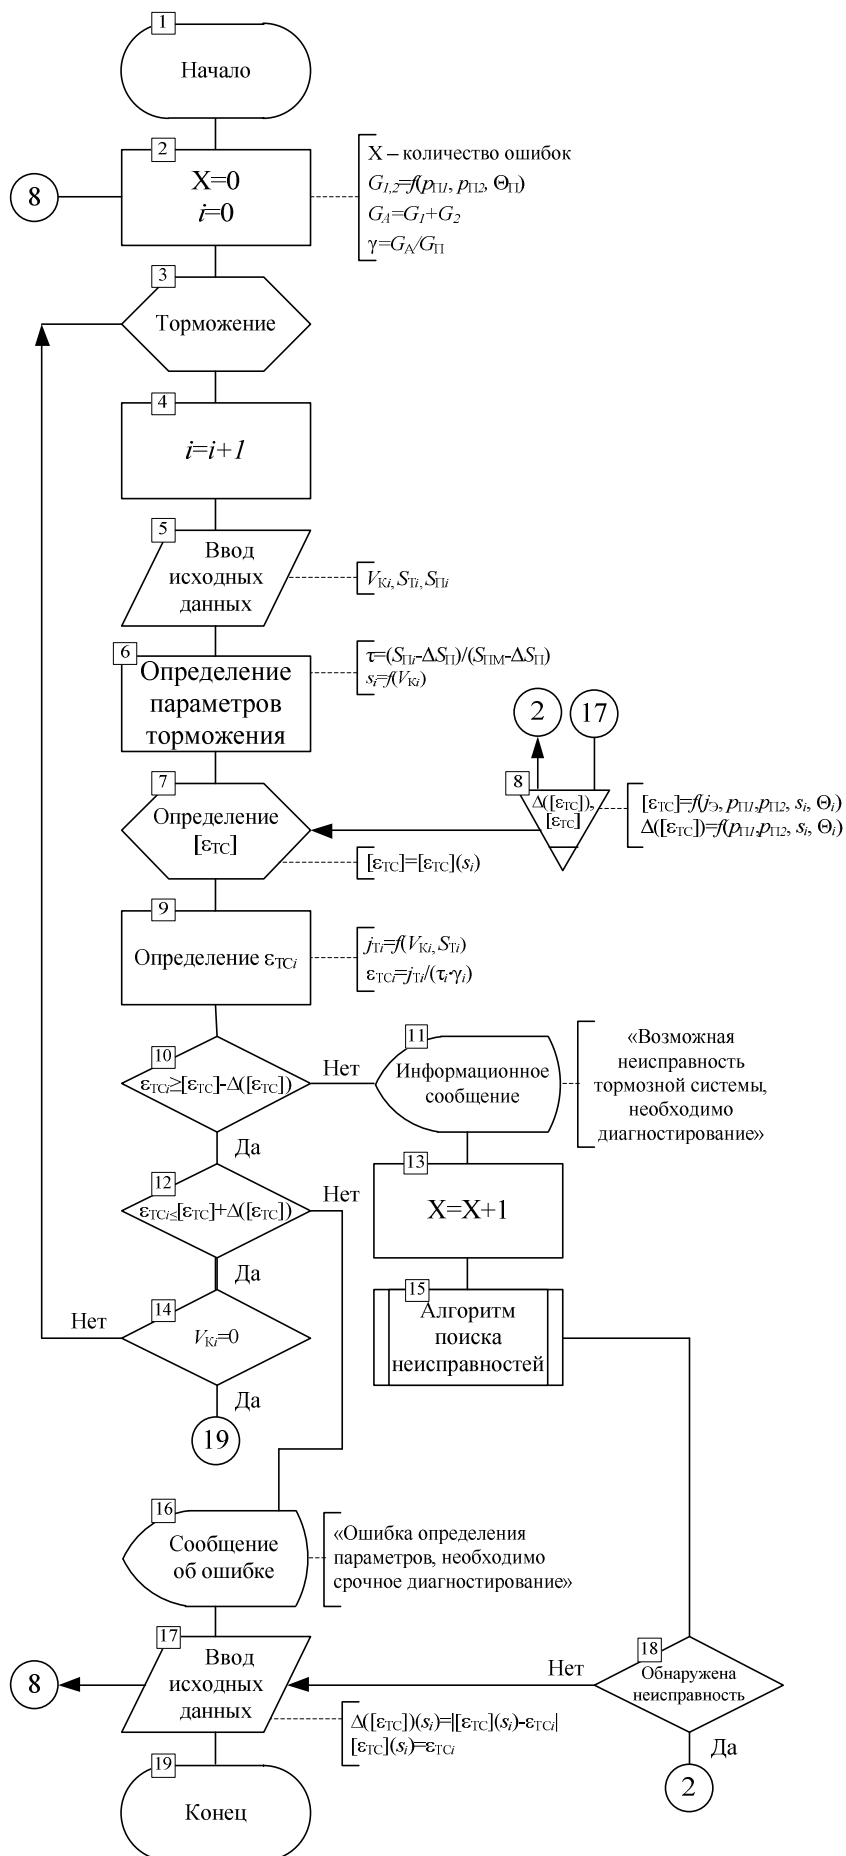 1
Начало
2
X=0
i=0
8
X – количество ошибок
G1,2=f(pП1, pП2, ΘП)
GА=G1+G2
γ=GА/GП
3
Торможение
4
i=i+1
5
Ввод
исходных
данных
VКi, SТi, SПi
6
Определение
параметров
торможения
τ=(SПi-ΔSП)/(SПМ-ΔSП)
si=f(VКi)
2
17
7
Определение
[εТС]
[εТС]=[εТС](si)
8
Δ([εТС]),
[εТС]
[εТС]=f(jЭ, pП1,pП2, si, Θi)
Δ([εТС])=f(pП1,pП2, si, Θi)
9
Определение εТСi
jТi=f(VКi, SТi)
εТСi=jТi/(τi·γi)
10
εТСi≥[εТС]-Δ([εТС])
Нет
Да
11
Информационное
сообщение
«Возможная
неисправность
тормозной системы,
необходимо
диагностирование»
12
εТСi≤[εТС]+Δ([εТС])
Нет
Да
13
X=X+1
14
VКi=0
Нет
Да
19
15
Алгоритм
поиска
неисправностей
16
Сообщение
об ошибке
«Ошибка определения
параметров, необходимо
срочное диагностирование»
17
Ввод
исходных
данных
8
Δ([εТС])(si)=|[εТС](si)-εТСi|
[εТС](si)=εТСi
18
Обнаружена
неисправность
Нет
Да
2
19
Конец